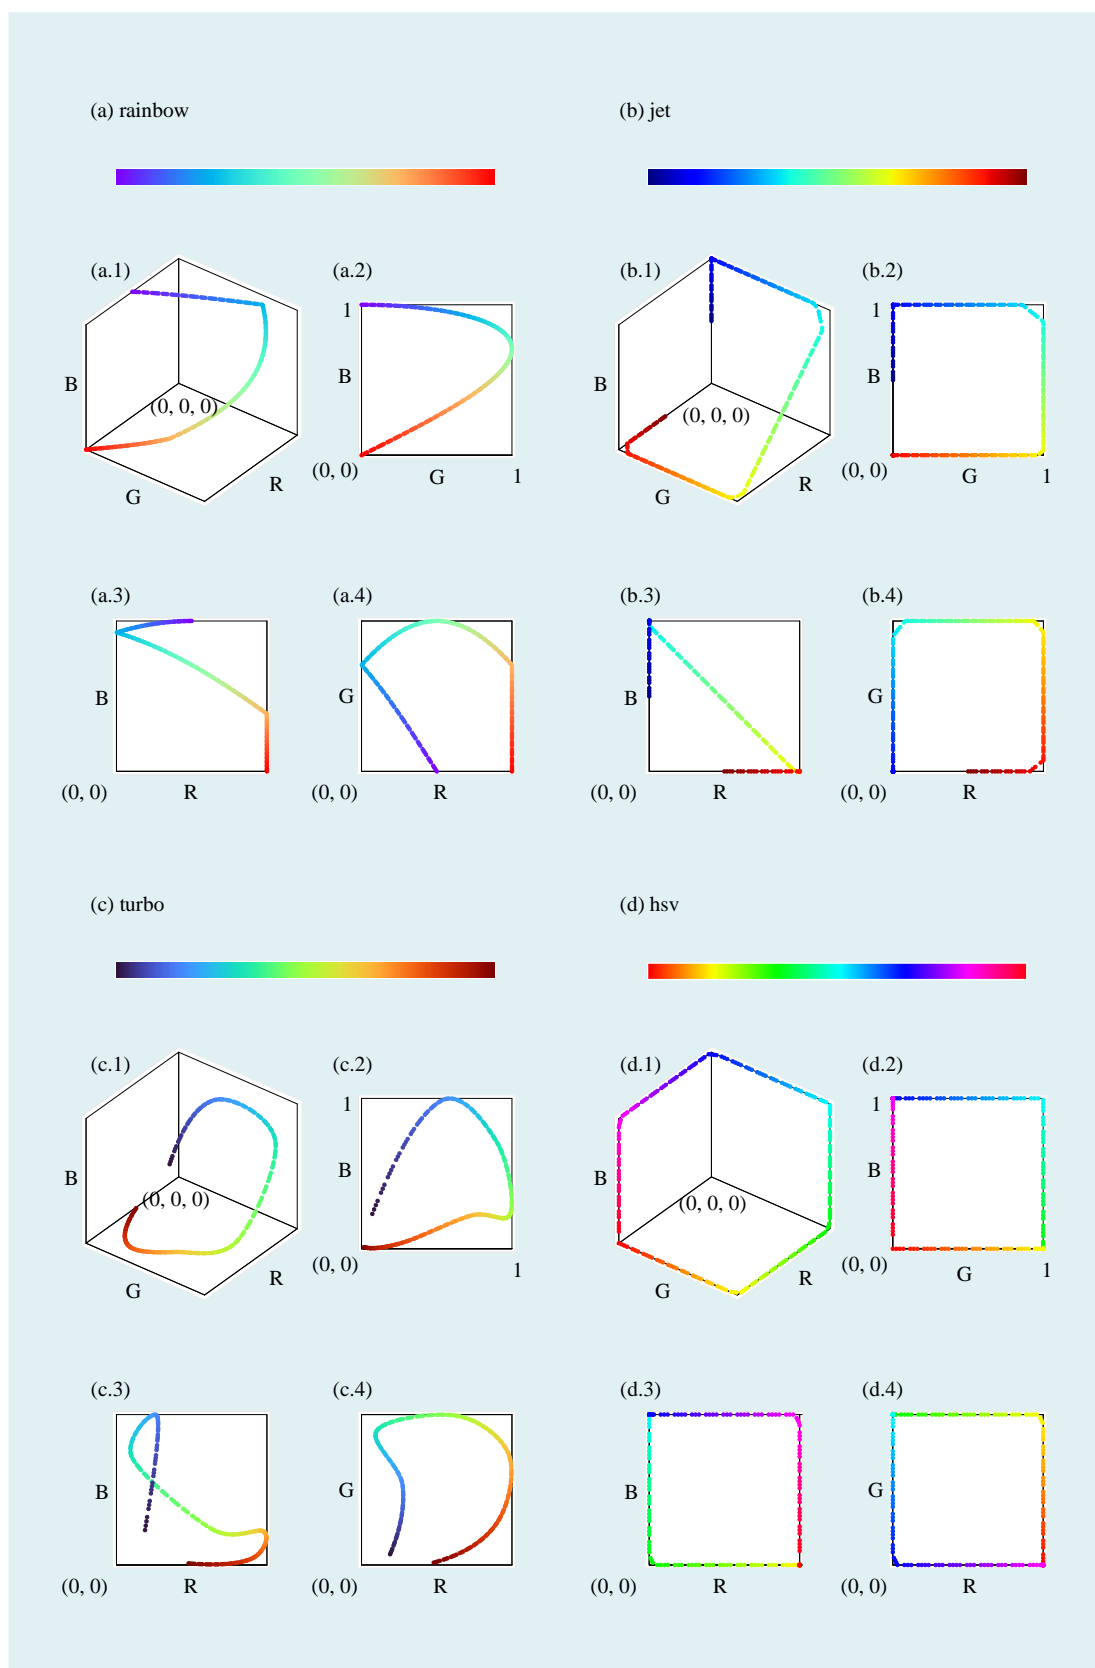 (a) rainbow
(b) jet
(a.1)
(a.2)
(b.1)
(b.2)
1
1
B
B
B
B
(0, 0, 0)
(0, 0, 0)
(0, 0)
(0, 0)
G
R
G
1
G
R
G
1
(a.3)
(a.4)
(b.3)
(b.4)
B
G
B
G
(0, 0)
R
(0, 0)
R
(0, 0)
R
(0, 0)
R
(c) turbo
(d) hsv
(c.1)
(c.2)
(d.1)
(d.2)
1
1
B
B
B
B
(0, 0, 0)
(0, 0, 0)
(0, 0)
(0, 0)
G
R
1
G
R
G
1
(c.3)
(c.4)
(d.3)
(d.4)
B
G
B
G
(0, 0)
R
(0, 0)
(0, 0)
R
(0, 0)
R